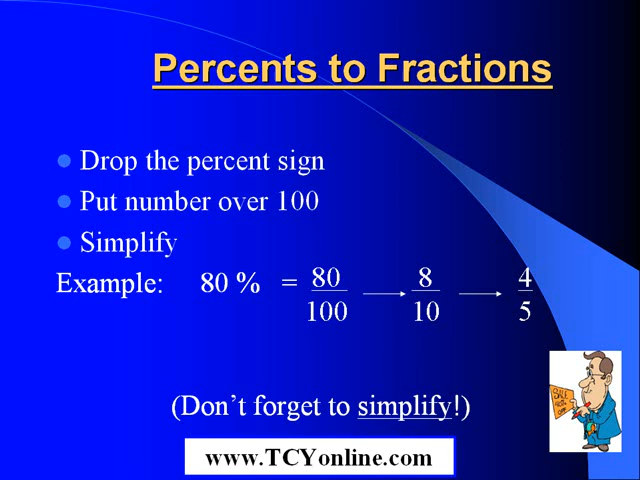 Percents to Fractions
Drop the percent sign
Put number over 100
Simplify
Example: 80 % = 80/100 → 8/10 → 4/5
(Don't forget to simplify!)
www.TCYonline.com